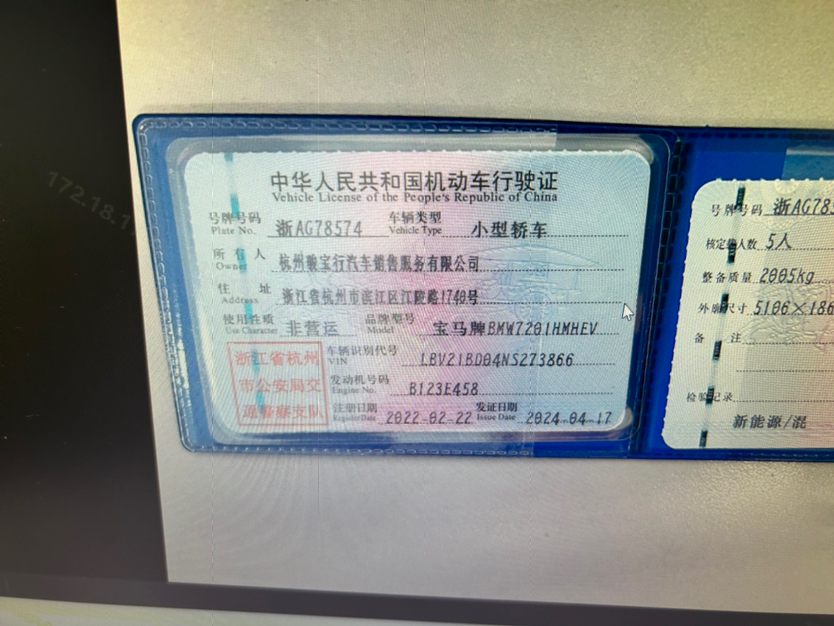 172.18.1
中华人民共和国机动车行驶证
Vehicle License of the People's Republic of China
号牌号码 Plate No. 浙AG78574 车辆类型 Vehicle Type 小型轿车
所有人 Owner 杭州骏宝行汽车销售服务有限公司
住址 Address 浙江省杭州市滨江区江陵路1740号
使用性质 Use Character 非营运 品牌型号 Model 宝马牌BMW7201HMHEV
浙江省杭州 车辆识别代号 VIN LBV21BD04NS273866
市公安局交 发动机号码 Engine No. B123E458
通警察支队 注册日期 Register Date 2022-02-22 发证日期 Issue Date 2024-04-17
号牌号码 浙AG78
核定载人数 5人
整备质量 2005kg
外廓尺寸 5106×186
备注
检验记录
新能源/混